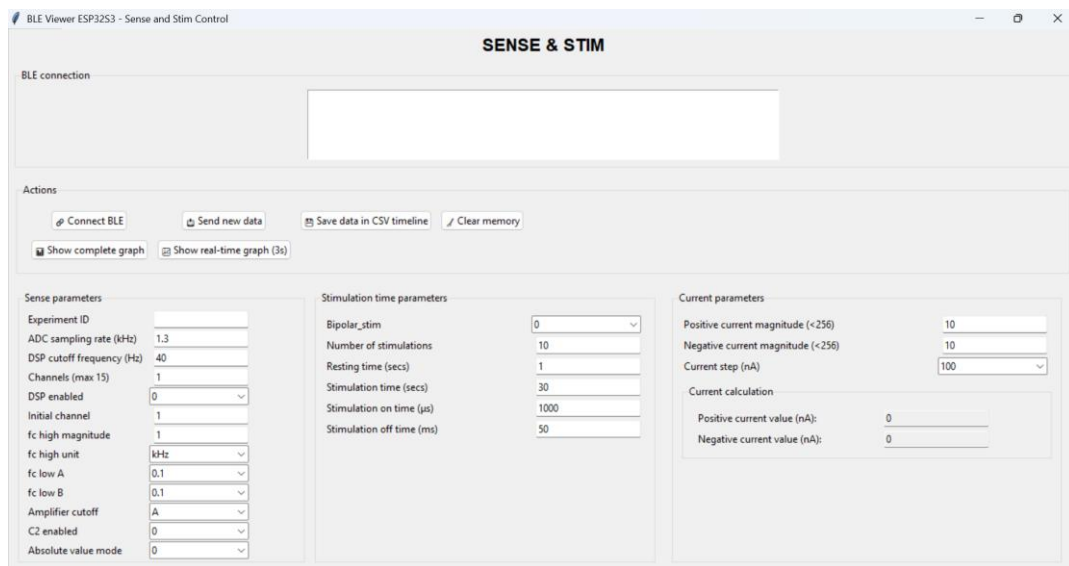 BLE Viewer ESP32S3 - Sense and Stim Control
SENSE & STIM
BLE connection
Actions
Connect BLE
Send new data
Save data in CSV timeline
Clear memory
Show complete graph
Show real-time graph (3s)
Sense parameters
Experiment ID
ADC sampling rate (kHz) 1.3
DSP cutoff frequency (Hz) 40
Channels (max 15) 1
DSP enabled 0
Initial channel 1
fc high magnitude 1
fc high unit kHz
fc low A 0.1
fc low B 0.1
Amplifier cutoff A
C2 enabled 0
Absolute value mode 0
Stimulation time parameters
Bipolar_stim 0
Number of stimulations 10
Resting time (secs) 1
Stimulation time (secs) 30
Stimulation on time (µs) 1000
Stimulation off time (ms) 50
Current parameters
Positive current magnitude (<256) 10
Negative current magnitude (<256) 10
Current step (nA) 100
Current calculation
Positive current value (nA): 0
Negative current value (nA): 0